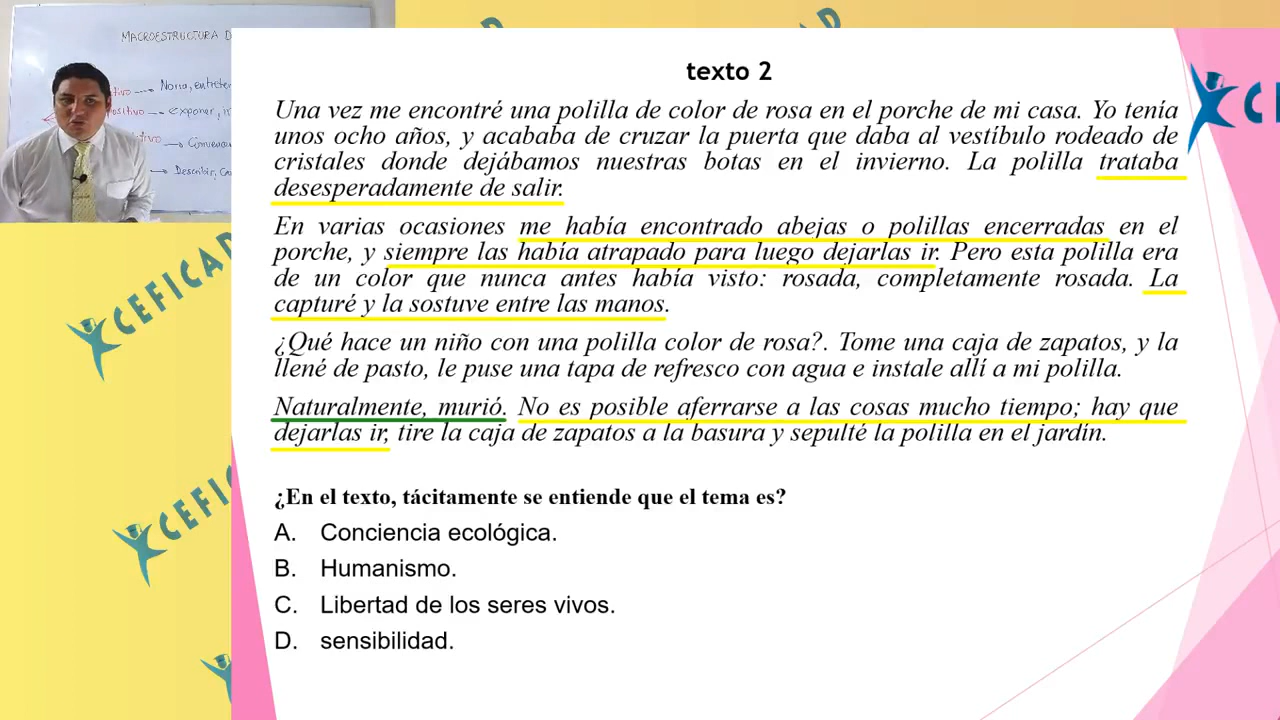 MACROESTRUCTURA D
Narra, entreten
Exponer, i
Convencer
Describir, Car
texto 2
Una vez me encontré una polilla de color de rosa en el porche de mi casa. Yo tenía
unos ocho años, y acababa de cruzar la puerta que daba al vestíbulo rodeado de
cristales donde dejábamos nuestras botas en el invierno. La polilla trataba
desesperadamente de salir.
En varias ocasiones me había encontrado abejas o polillas encerradas en el
porche, y siempre las había atrapado para luego dejarlas ir. Pero esta polilla era
de un color que nunca antes había visto: rosada, completamente rosada. La
capturé y la sostuve entre las manos.
¿Qué hace un niño con una polilla color de rosa?. Tome una caja de zapatos, y la
llené de pasto, le puse una tapa de refresco con agua e instale allí a mi polilla.
Naturalmente, murió. No es posible aferrarse a las cosas mucho tiempo; hay que
dejarlas ir, tire la caja de zapatos a la basura y sepulté la polilla en el jardín.
¿En el texto, tácitamente se entiende que el tema es?
A. Conciencia ecológica.
B. Humanismo.
C. Libertad de los seres vivos.
D. sensibilidad.
CEFICAD
CEFI